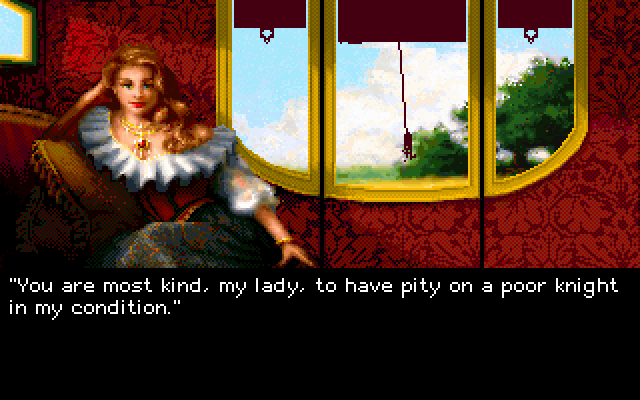 "You are most kind, my lady, to have pity on a poor knight
in my condition."